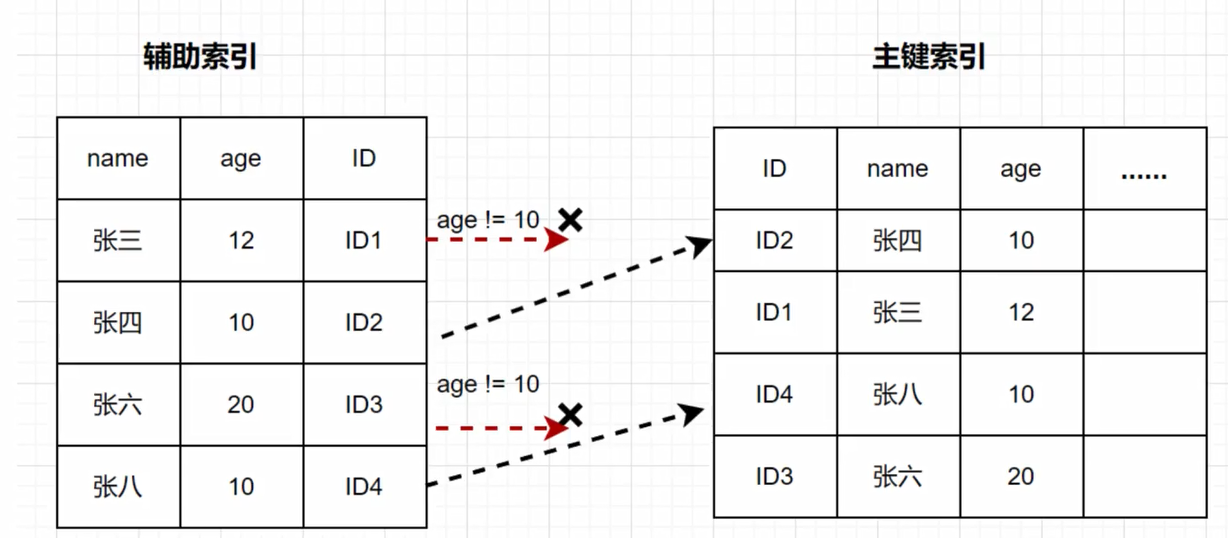 辅助索引
name age ID
张三 12 ID1
张四 10 ID2
张六 20 ID3
张八 10 ID4
age != 10
age != 10
主键索引
ID name age ......
ID2 张四 10
ID1 张三 12
ID4 张八 10
ID3 张六 20